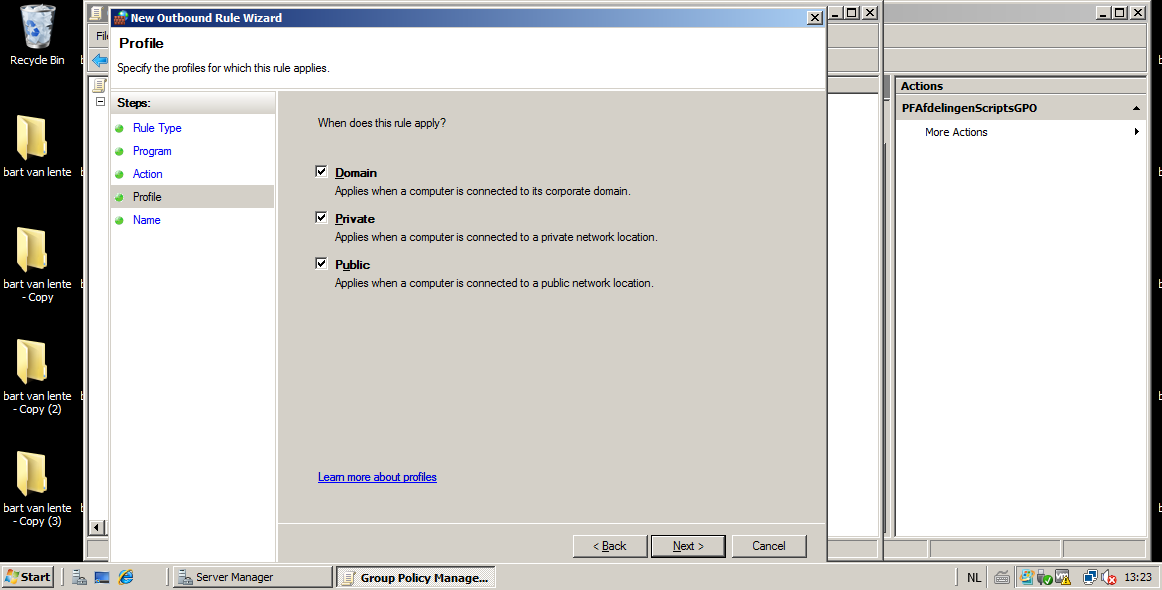 Recycle Bin
bart van lente
bart van lente
- Copy
bart van lente
- Copy (2)
bart van lente
- Copy (3)
New Outbound Rule Wizard
Profile
Specify the profiles for which this rule applies.
Steps:
Rule Type
Program
Action
Profile
Name
When does this rule apply?
Domain
Applies when a computer is connected to its corporate domain.
Private
Applies when a computer is connected to a private network location.
Public
Applies when a computer is connected to a public network location.
Learn more about profiles
< Back
Next >
Cancel
Actions
PFAfdelingenScriptsGPO
More Actions
Start
Server Manager
Group Policy Manage...
NL
13:23